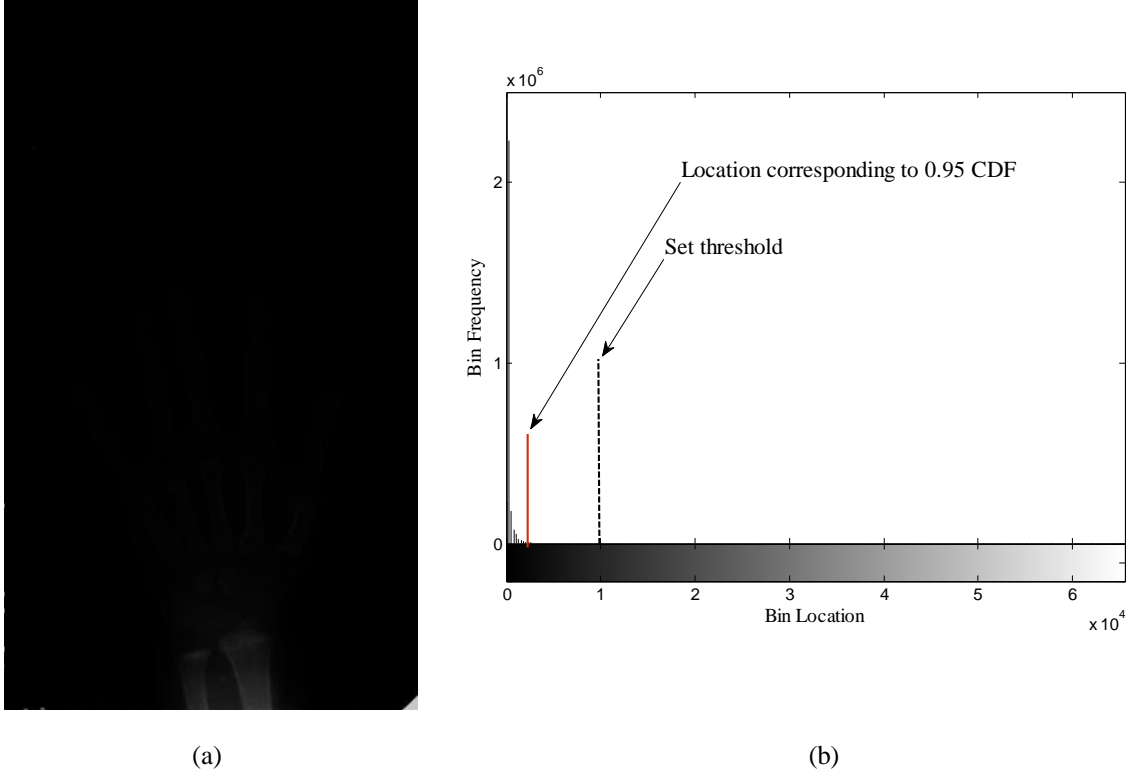 x 10^6
Location corresponding to 0.95 CDF
Set threshold
2
1
0
Bin Frequency
0 1 2 3 4 5 6
Bin Location
x 10^4
(a) (b)